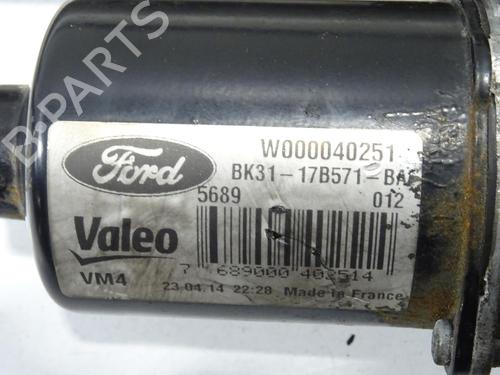 B-PARTS
Ford
W000040251
BK31-17B571-BA
5689
012
Valeo
VM4
7 689000 402514
23.04.14 22:28 Made in France